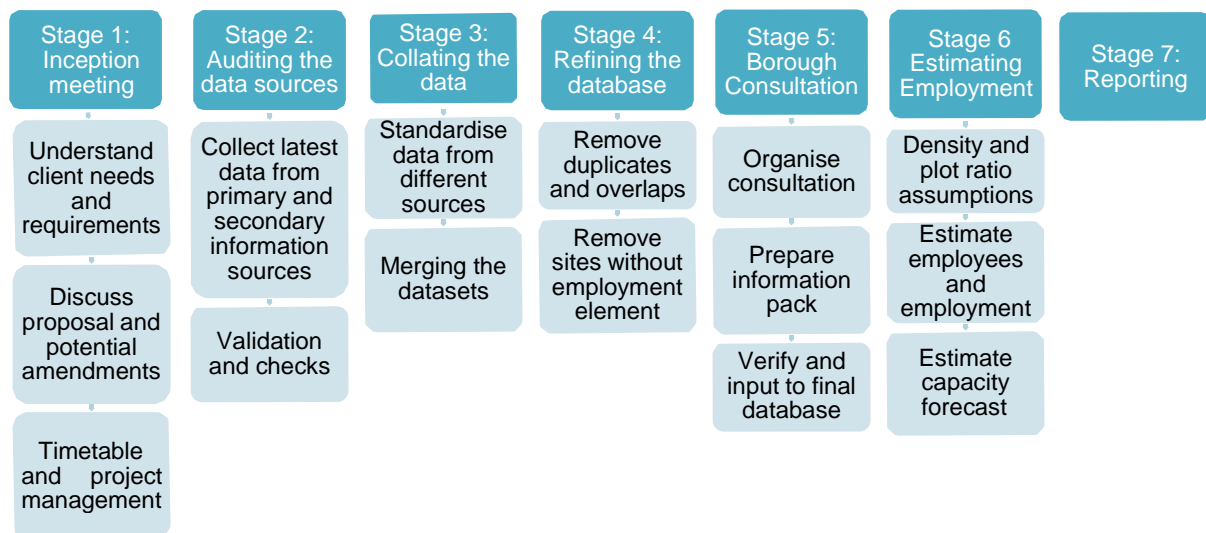 Stage 1:
Inception
meeting
Understand
client needs
and
requirements
Discuss
proposal and
potential
amendments
Timetable
and project
management
Stage 2:
Auditing the
data sources
Collect latest
data from
primary and
secondary
information
sources
Validation
and checks
Stage 3:
Collating the
data
Standardise
data from
different
sources
Merging the
datasets
Stage 4:
Refining the
database
Remove
duplicates
and overlaps
Remove
sites without
employment
element
Stage 5:
Borough
Consultation
Organise
consultation
Prepare
information
pack
Verify and
input to final
database
Stage 6
Estimating
Employment
Density and
plot ratio
assumptions
Estimate
employees
and
employment
Estimate
capacity
forecast
Stage 7:
Reporting